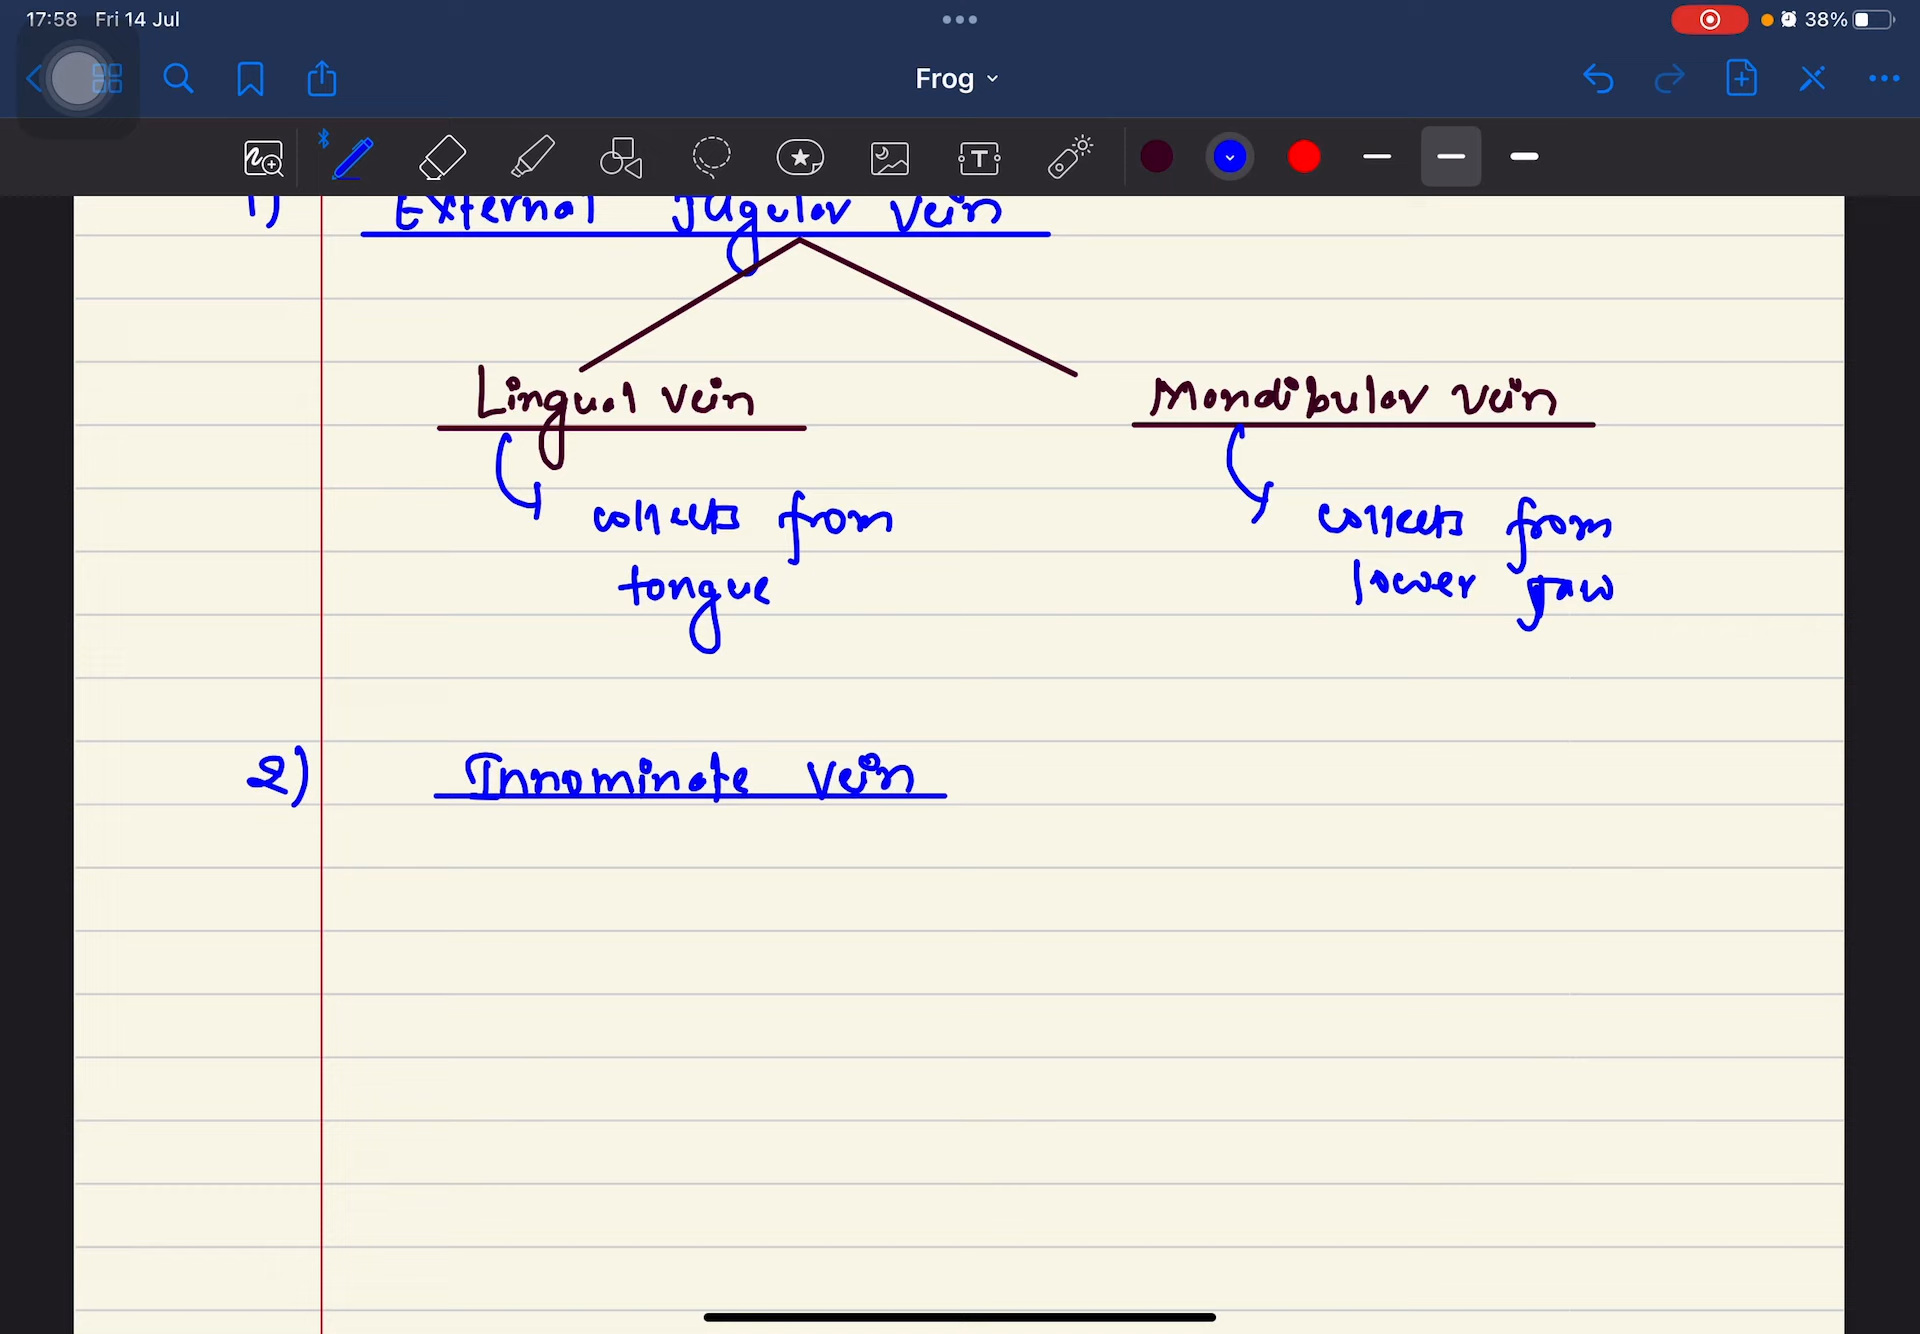 17:58 Fri 14 Jul
38%
Frog
T
1) External Jugular Vein
Lingual vein Mandibular vein
collects from collects from
tongue lower jaw
2) Innominate Vein